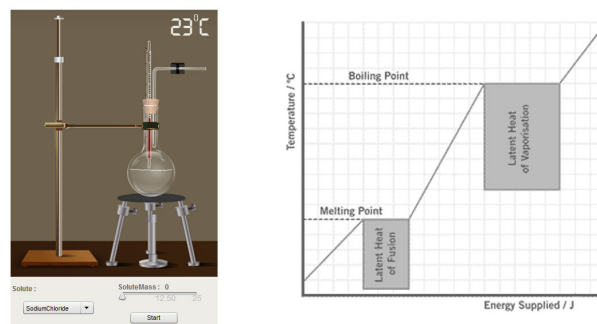 23°C
Solute :
SodiumChloride
SoluteMass : 0
12.50 25
Start
Temperature / °C
Boiling Point
Latent Heat
of Vaporisation
Melting Point
Latent Heat
of Fusion
Energy Supplied / J